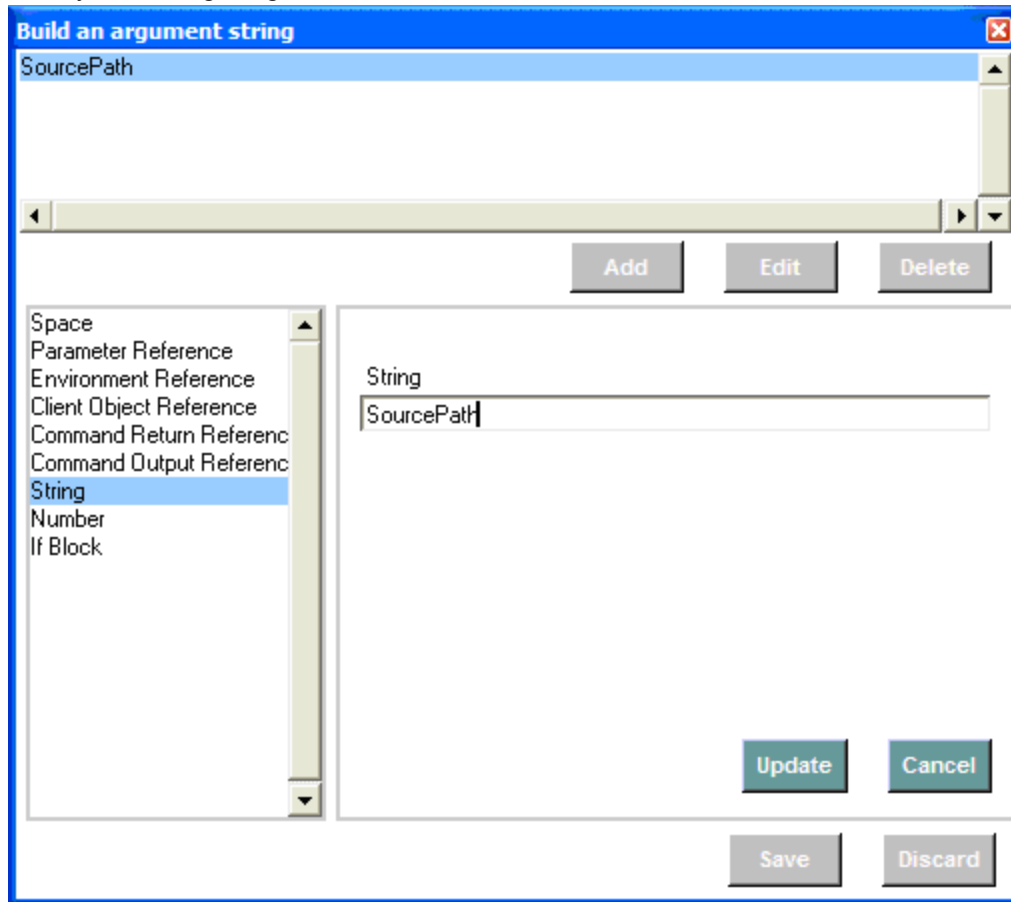 Build an argument string
SourcePath
Add Edit Delete
Space
Parameter Reference
Environment Reference
Client Object Reference
Command Return Referenc
Command Output Referenc
String
Number
If Block
String
SourcePath
Update Cancel
Save Discard